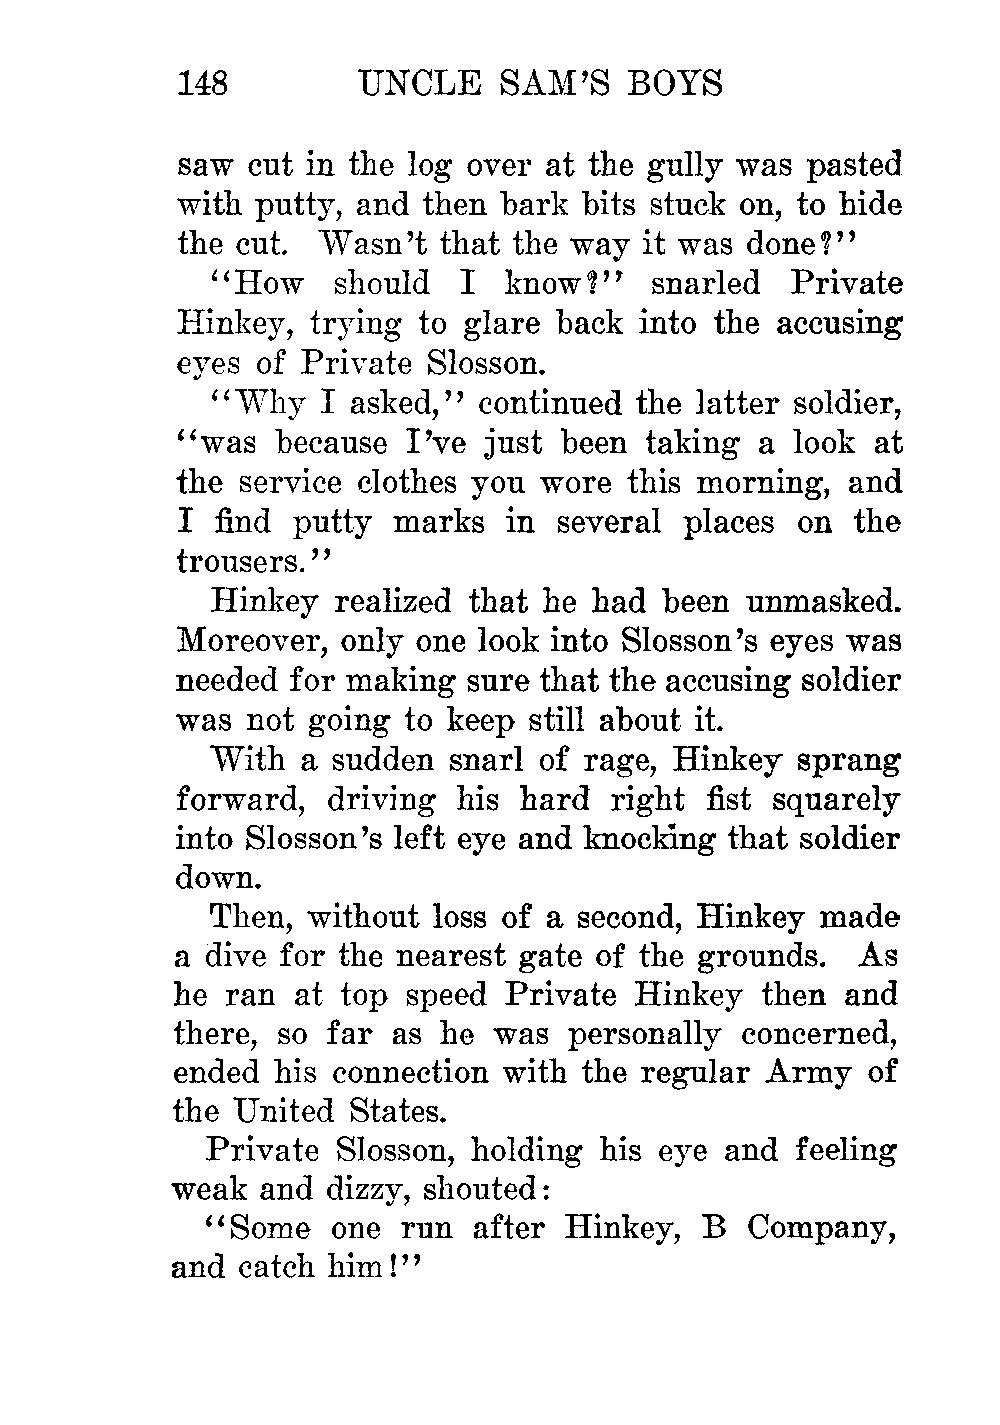 148 UNCLE SAM'S BOYS
saw cut in the log over at the gully was pasted
with putty, and then bark bits stuck on, to hide
the cut. Wasn't that the way it was done?"
"How should I know?" snarled Private
Hinkey, trying to glare back into the accusing
eyes of Private Slosson.
"Why I asked," continued the latter soldier,
"was because I've just been taking a look at
the service clothes you wore this morning, and
I find putty marks in several places on the
trousers."
Hinkey realized that he had been unmasked.
Moreover, only one look into Slosson's eyes was
needed for making sure that the accusing soldier
was not going to keep still about it.
With a sudden snarl of rage, Hinkey sprang
forward, driving his hard right fist squarely
into Slosson's left eye and knocking that soldier
down.
Then, without loss of a second, Hinkey made
a dive for the nearest gate of the grounds. As
he ran at top speed Private Hinkey then and
there, so far as he was personally concerned,
ended his connection with the regular Army of
the United States.
Private Slosson, holding his eye and feeling
weak and dizzy, shouted:
"Some one run after Hinkey, B Company,
and catch him!"